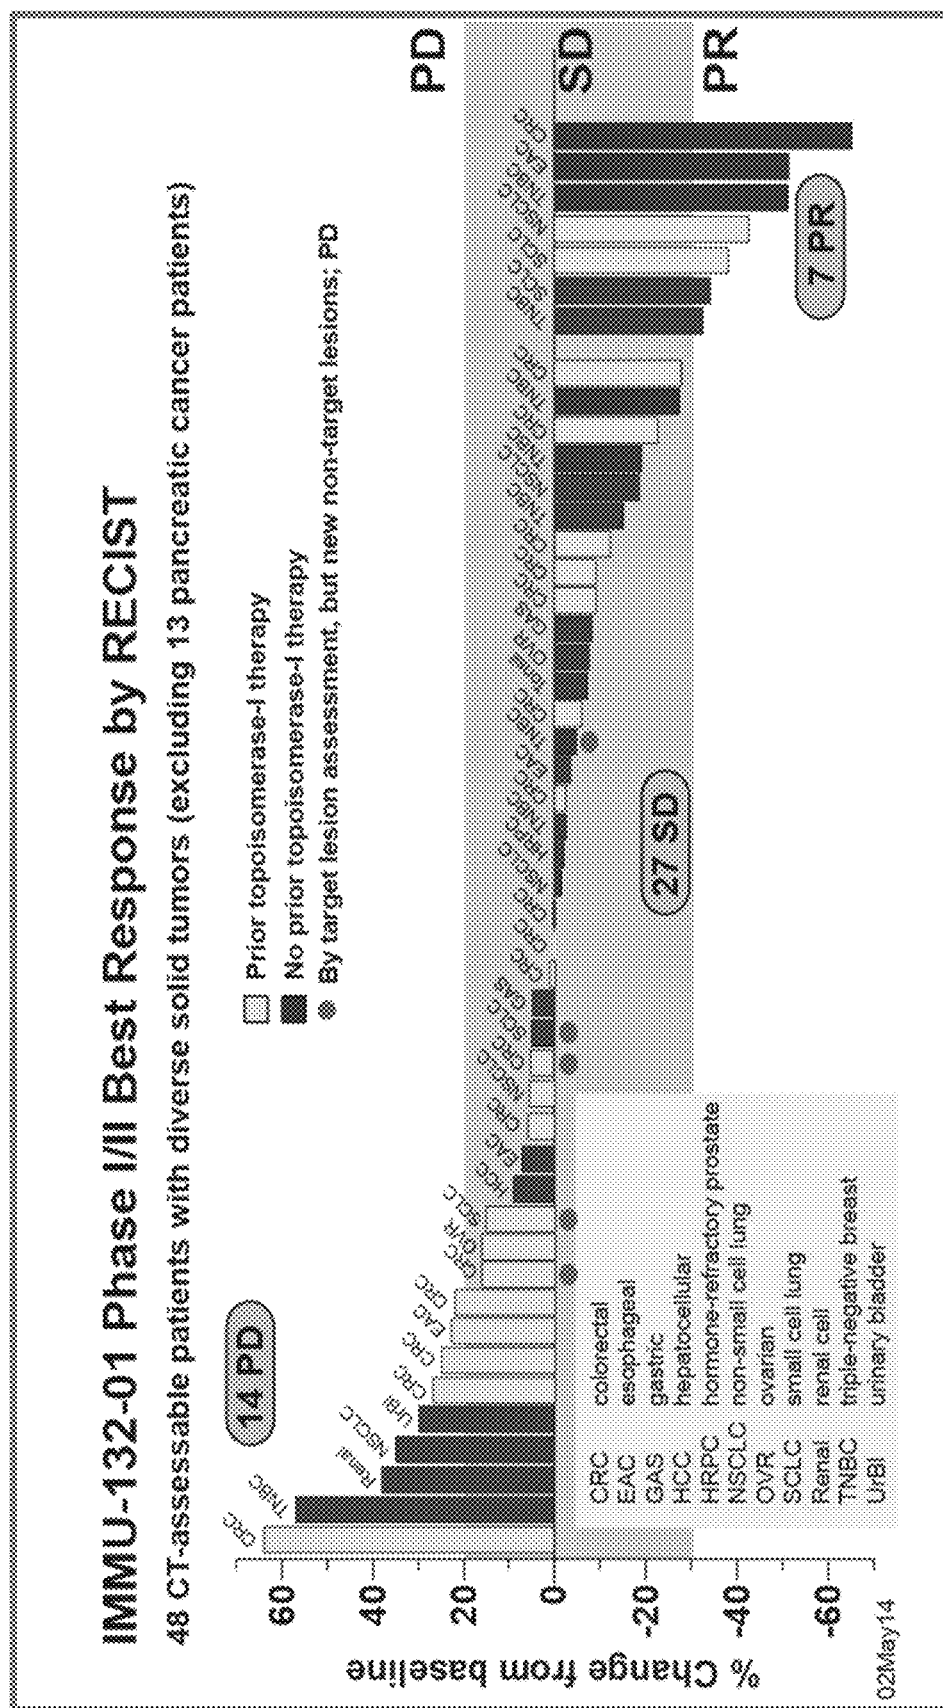 IMMU-132-01 Phase I/II Best Response by RECIST
48 CT-assessable patients with diverse solid tumors (excluding 13 pancreatic cancer patients)
Prior topoisomerase-I therapy
No prior topoisomerase-I therapy
By target lesion assessment, but new non-target lesions; PD
14 PD
PD
SD
PR
27 SD
7 PR
% Change from baseline
60
40
20
0
-20
-40
-60
CRC
TNBC
Renal
NSCLC
UrBl
CRC
CRC
EAC
CRC
CRC
OVR
SCLC
HCC
EAC
CRC
NSCLC
CRC
SCLC
GAS
CRC
CRC
CRC
NSCLC
HRPC
TNBC
CRC
EAC
TNBC
CRC
Tonsil
OVR
GAS
CRC
CRC
CRC
TNBC
NSCLC
TNBC
CRC
TNBC
CRC
TNBC
SCLC
SCLC
NSCLC
TNBC
EAC
CRC
CRC colorectal
EAC esophageal
GAS gastric
HCC hepatocellular
HRPC homone-refractory prostate
NSCLC non-small cell lung
OVR ovarian
SCLC small cell lung
Renal renal cell
TNBC triple-negative breast
UrBl urinary bladder
02May14